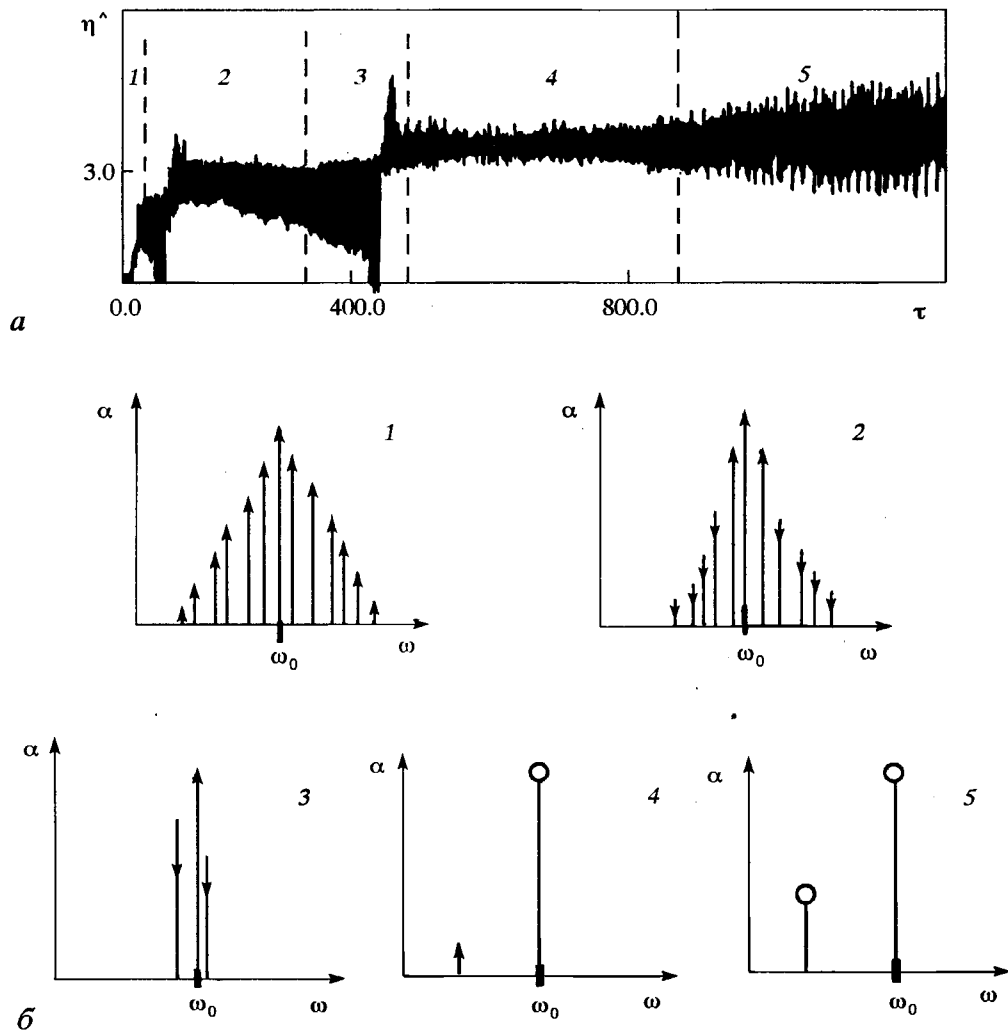 η^
1 2 3 4 5
3.0
0.0 400.0 800.0 τ
а
α 1
ω₀ ω
α 2
ω₀ ω
α 3
ω₀ ω
α 4
ω₀ ω
α 5
ω₀ ω
б